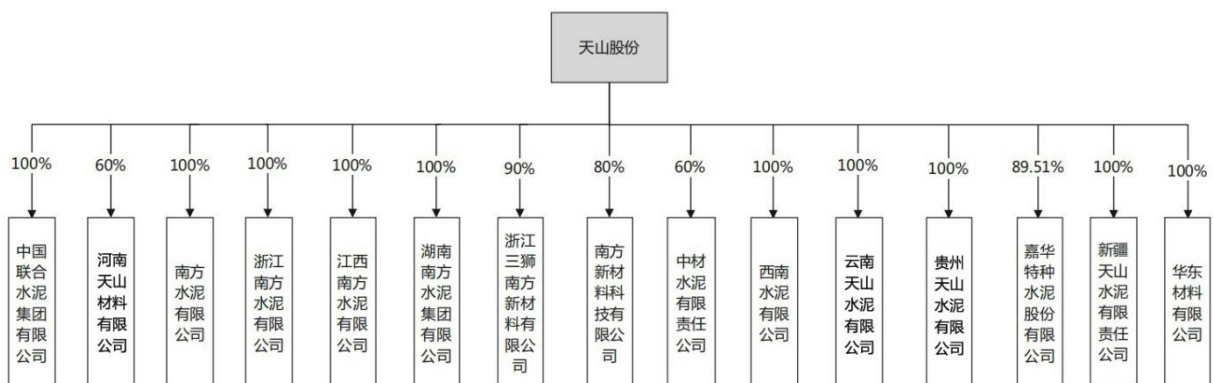 天山股份
100%
60%
100%
100%
100%
100%
90%
80%
60%
100%
100%
100%
89.51%
100%
100%
中国
联合
水泥
集团
有限
公司
河南
天山
材料
有限
公司
南方
水泥
有限
公司
浙江
南方
水泥
有限
公司
江西
南方
水泥
有限
公司
湖南
南方
水泥
集团
有限
公司
浙江
三狮
南方
新材
料有
限公
司
南方
新材
料科
技有
限公
司
中材
水泥
有限
责任
公司
西南
水泥
有限
公司
云南
天山
水泥
有限
公司
贵州
天山
水泥
有限
公司
嘉华
特种
水泥
股份
有限
公司
新疆
天山
水泥
有限
责任
公司
华东
材料
有限
公司